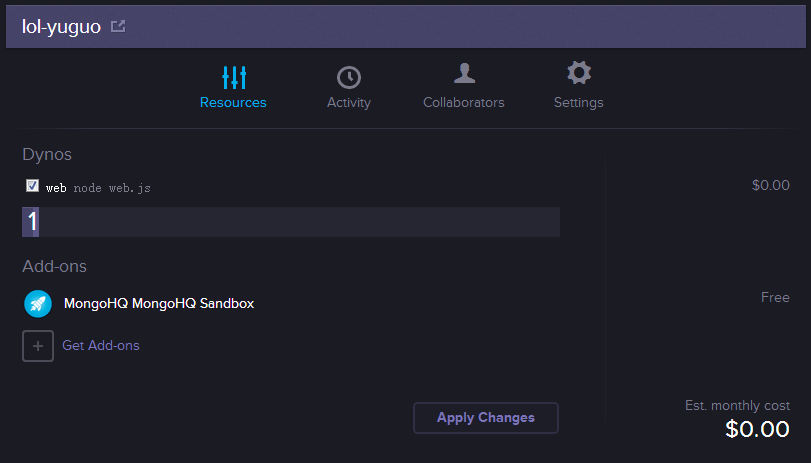 lol-yuguo
Resources Activity Collaborators Settings
Dynos
web node web.js $0.00
1
Add-ons
MongoHQ MongoHQ Sandbox Free
+ Get Add-ons
Apply Changes
Est. monthly cost
$0.00